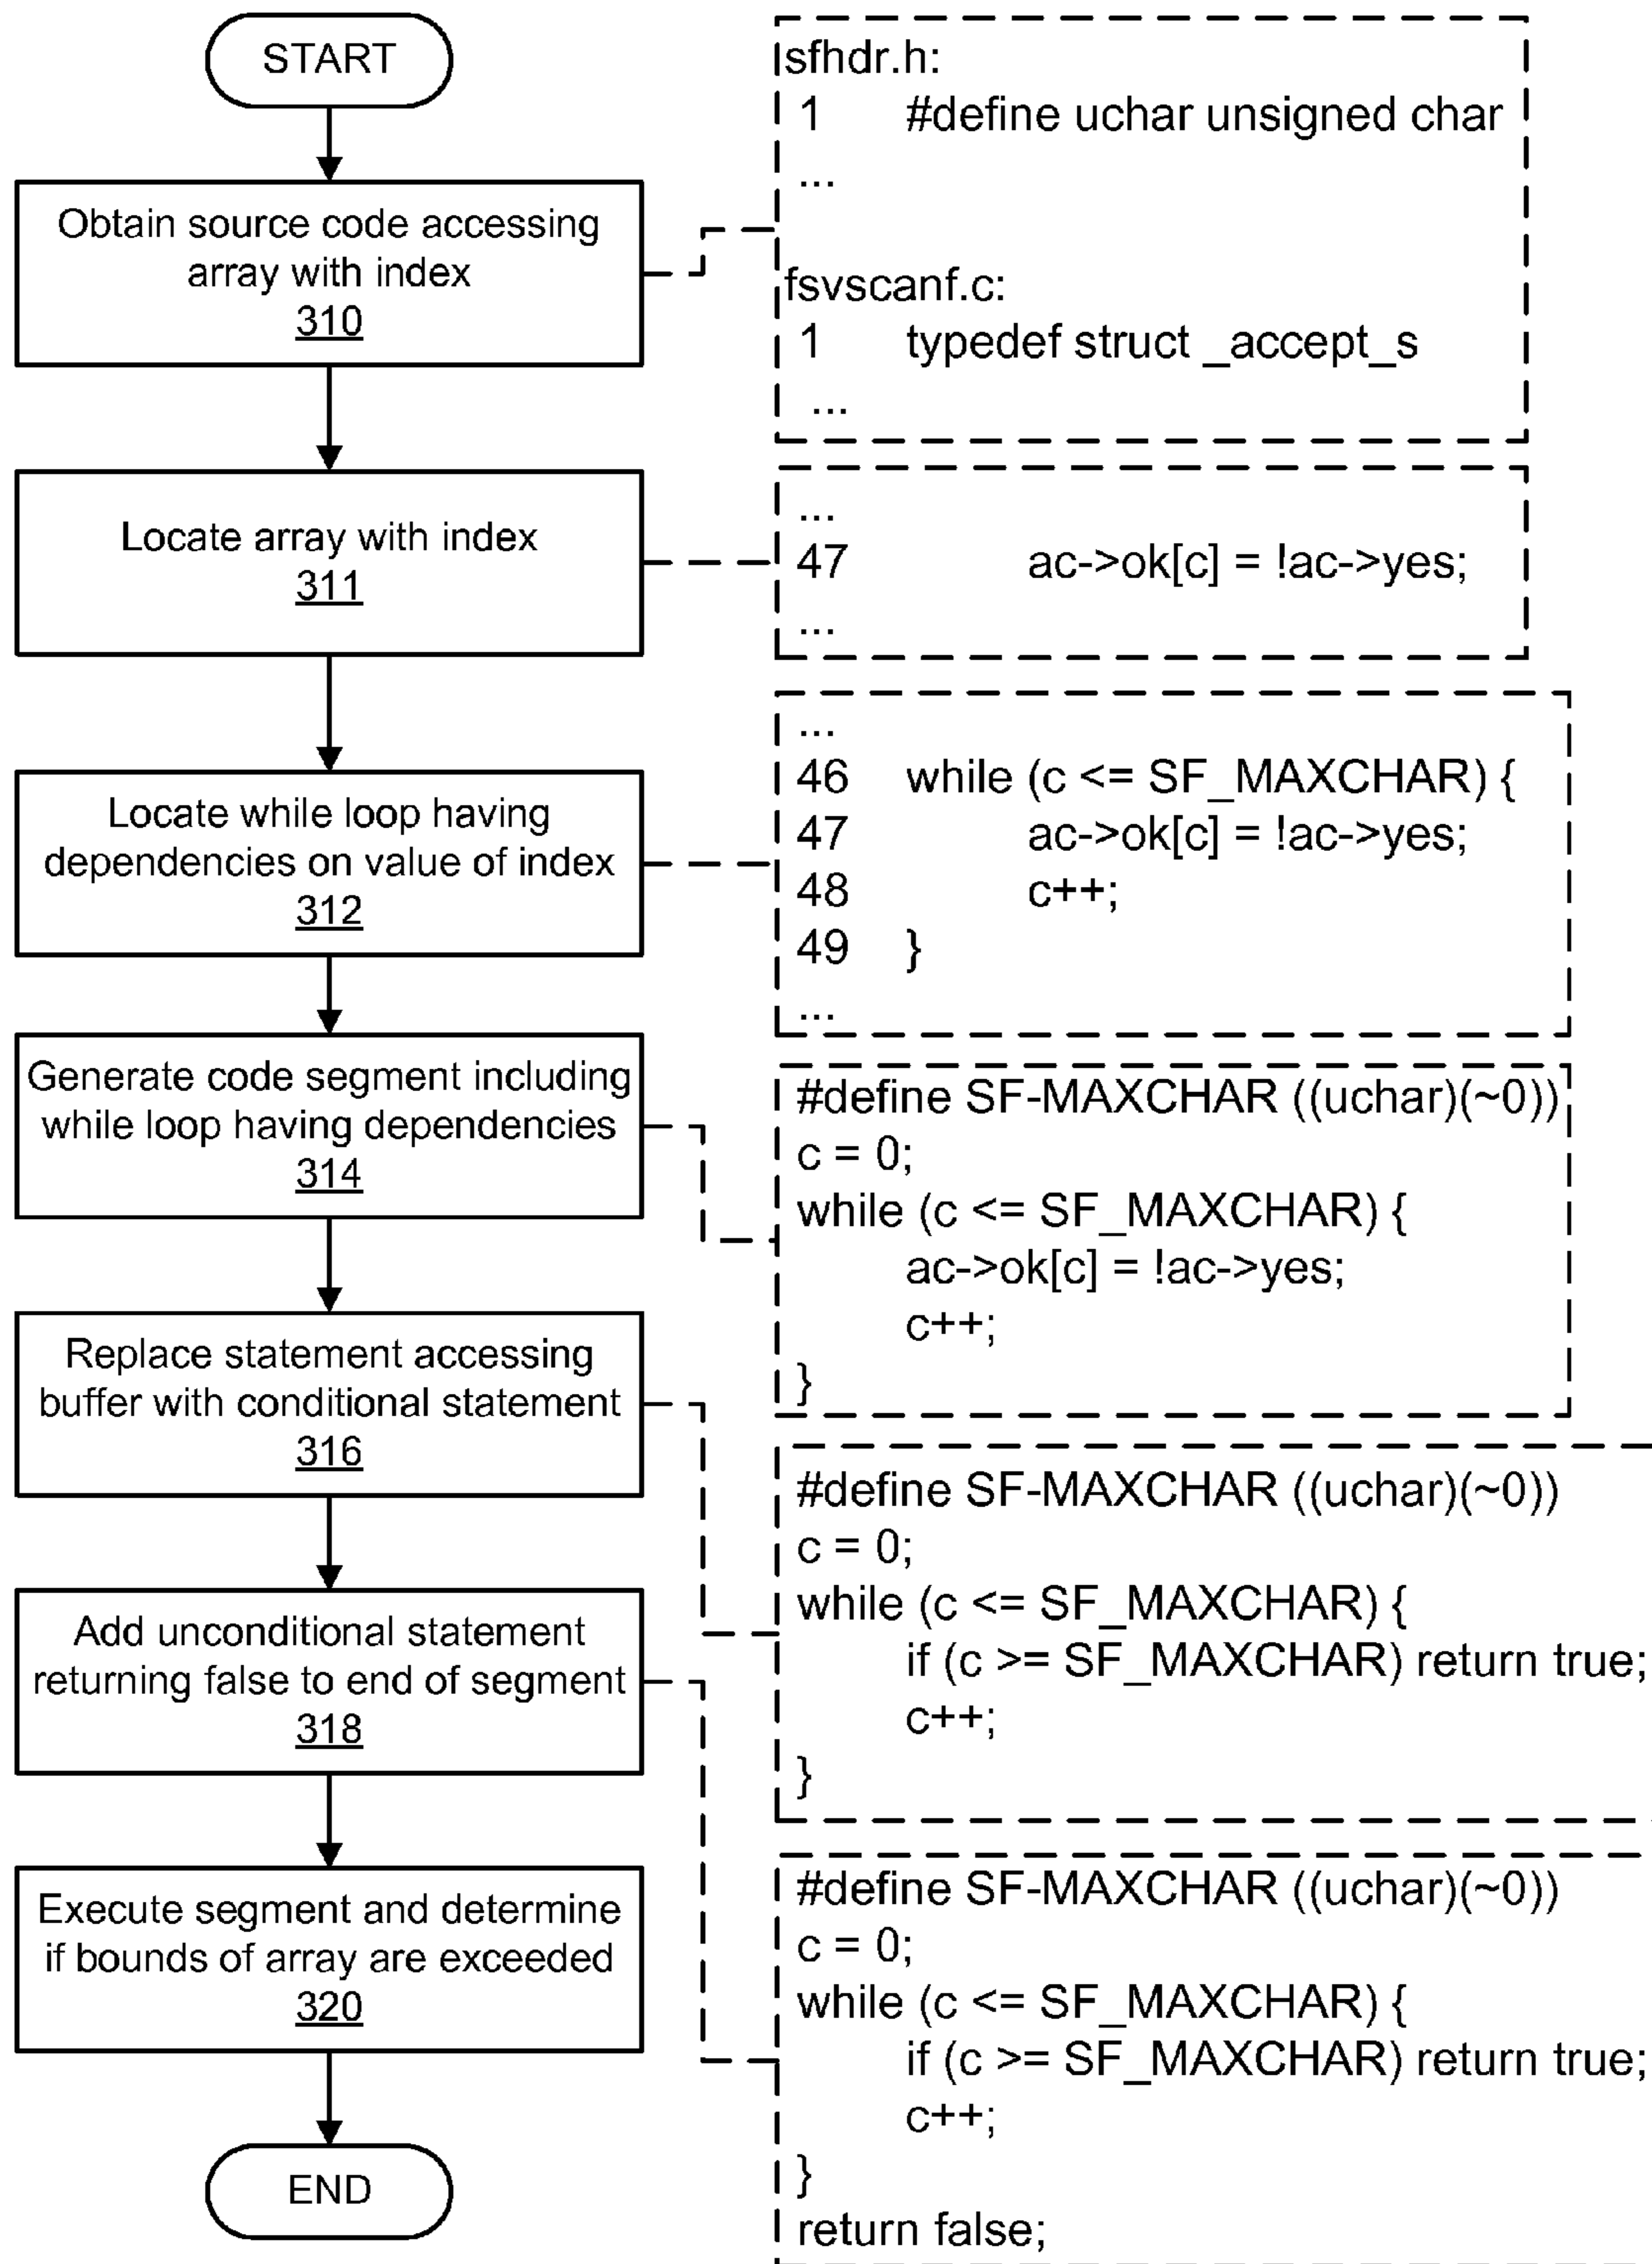 START
Obtain source code accessing
array with index
310
sfhdr.h:
1 #define uchar unsigned char
...
fsvscanf.c:
1 typedef struct _accept_s
...
Locate array with index
311
...
47 ac->ok[c] = !ac->yes;
...
Locate while loop having
dependencies on value of index
312
...
46 while (c <= SF_MAXCHAR) {
47 ac->ok[c] = !ac->yes;
48 c++;
49 }
...
Generate code segment including
while loop having dependencies
314
#define SF-MAXCHAR ((uchar)(~0))
c = 0;
while (c <= SF_MAXCHAR) {
ac->ok[c] = !ac->yes;
c++;
}
Replace statement accessing
buffer with conditional statement
316
#define SF-MAXCHAR ((uchar)(~0))
c = 0;
while (c <= SF_MAXCHAR) {
if (c >= SF_MAXCHAR) return true;
c++;
}
Add unconditional statement
returning false to end of segment
318
#define SF-MAXCHAR ((uchar)(~0))
c = 0;
while (c <= SF_MAXCHAR) {
if (c >= SF_MAXCHAR) return true;
c++;
}
return false;
Execute segment and determine
if bounds of array are exceeded
320
END